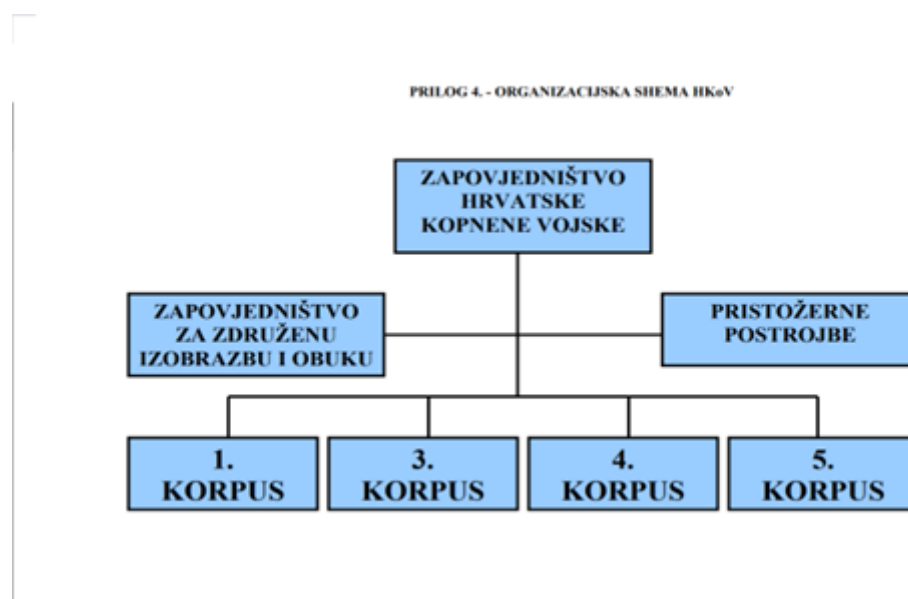 PRILOG 4. - ORGANIZACIJSKA SHEMA HKoV
ZAPOVJEDNIŠTVO
HRVATSKE
KOPNENE VOJSKE
ZAPOVJEDNIŠTVO
ZA ZDRUŽENU
IZOBRAZBU I OBUKU
PRISTOŽERNE
POSTROJBE
1.
KORPUS
3.
KORPUS
4.
KORPUS
5.
KORPUS